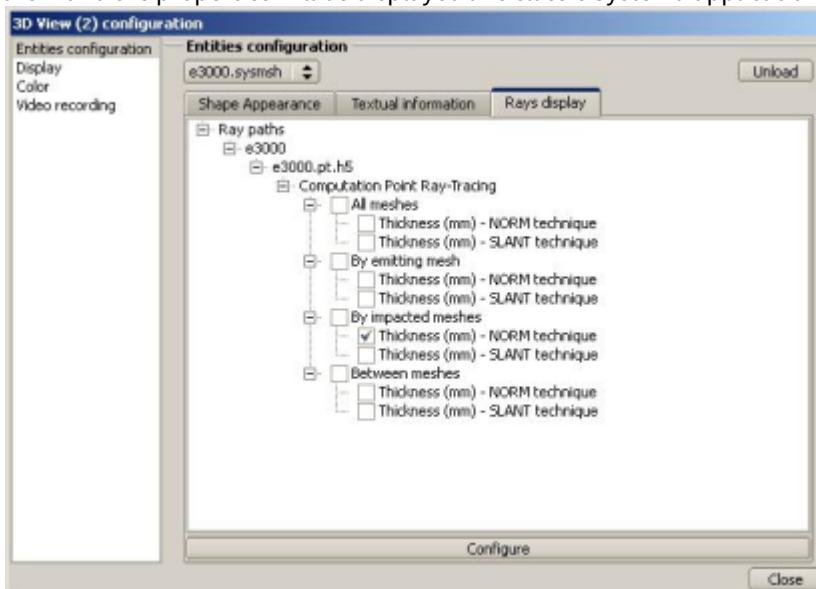 3D View (2) configuration
Entities configuration
Display
Color
Video recording
Entities configuration
e3000.sysmsh
Unload
Shape Appearance
Textual information
Rays display
Ray paths
e3000
e3000.pt.h5
Computation Point Ray-Tracing
All meshes
Thickness (mm) - NORM technique
Thickness (mm) - SLANT technique
By emitting mesh
Thickness (mm) - NORM technique
Thickness (mm) - SLANT technique
By impacted meshes
Thickness (mm) - NORM technique
Thickness (mm) - SLANT technique
Between meshes
Thickness (mm) - NORM technique
Thickness (mm) - SLANT technique
Configure
Close